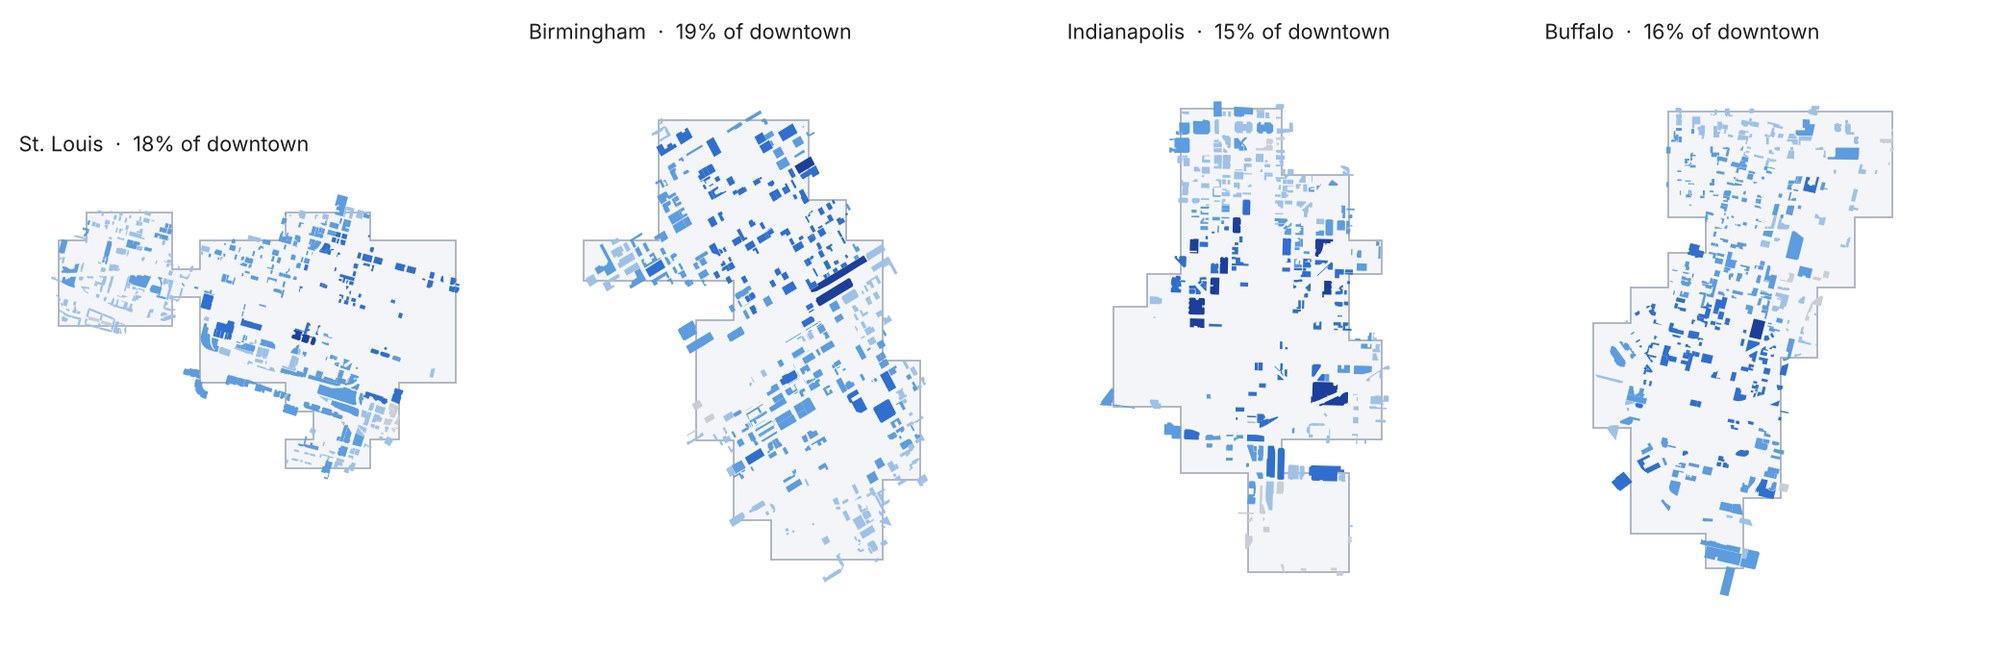 Birmingham · 19% of downtown
Indianapolis · 15% of downtown
Buffalo · 16% of downtown
St. Louis · 18% of downtown